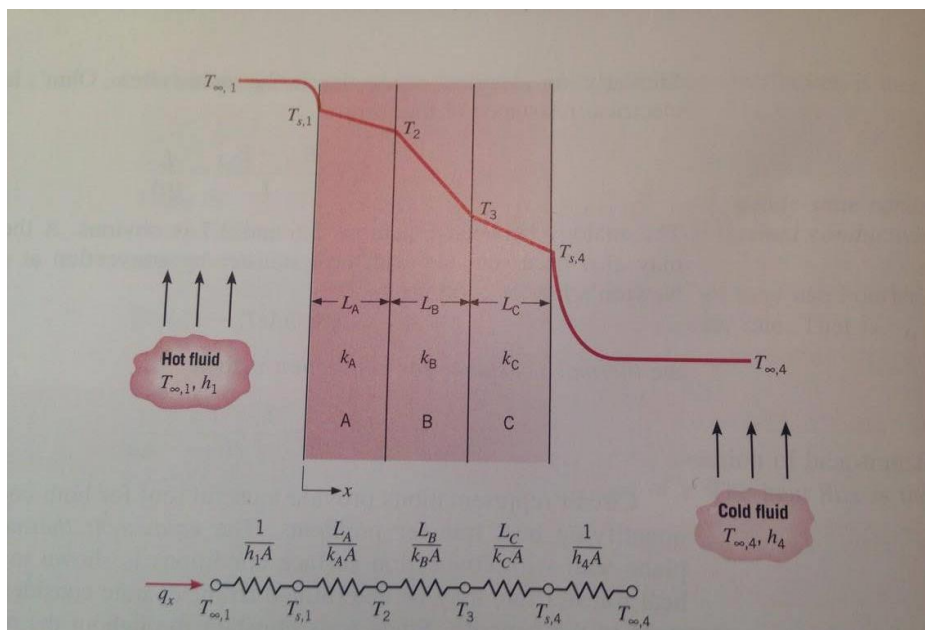 T∞, 1
Ts,1
T2
T3
Ts,4
LA LB LC
Hot fluid
T∞,1, h1
kA kB kC
T∞,4
A B C
x
Cold fluid
T∞,4, h4
1/h1A LA/kAA LB/kBA LC/kCA 1/h4A
qx
T∞,1 Ts,1 T2 T3 Ts,4 T∞,4